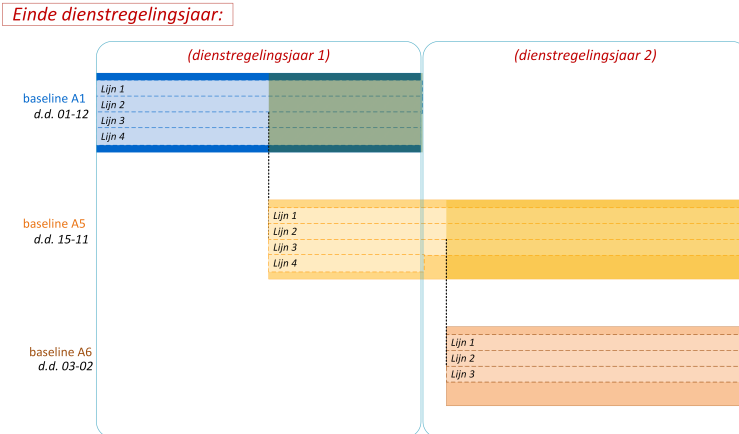 Einde dienstregelingsjaar:
(dienstregelingsjaar 1)
(dienstregelingsjaar 2)
baseline A1
d.d. 01-12
Lijn 1
Lijn 2
Lijn 3
Lijn 4
baseline A5
d.d. 15-11
Lijn 1
Lijn 2
Lijn 3
Lijn 4
baseline A6
d.d. 03-02
Lijn 1
Lijn 2
Lijn 3